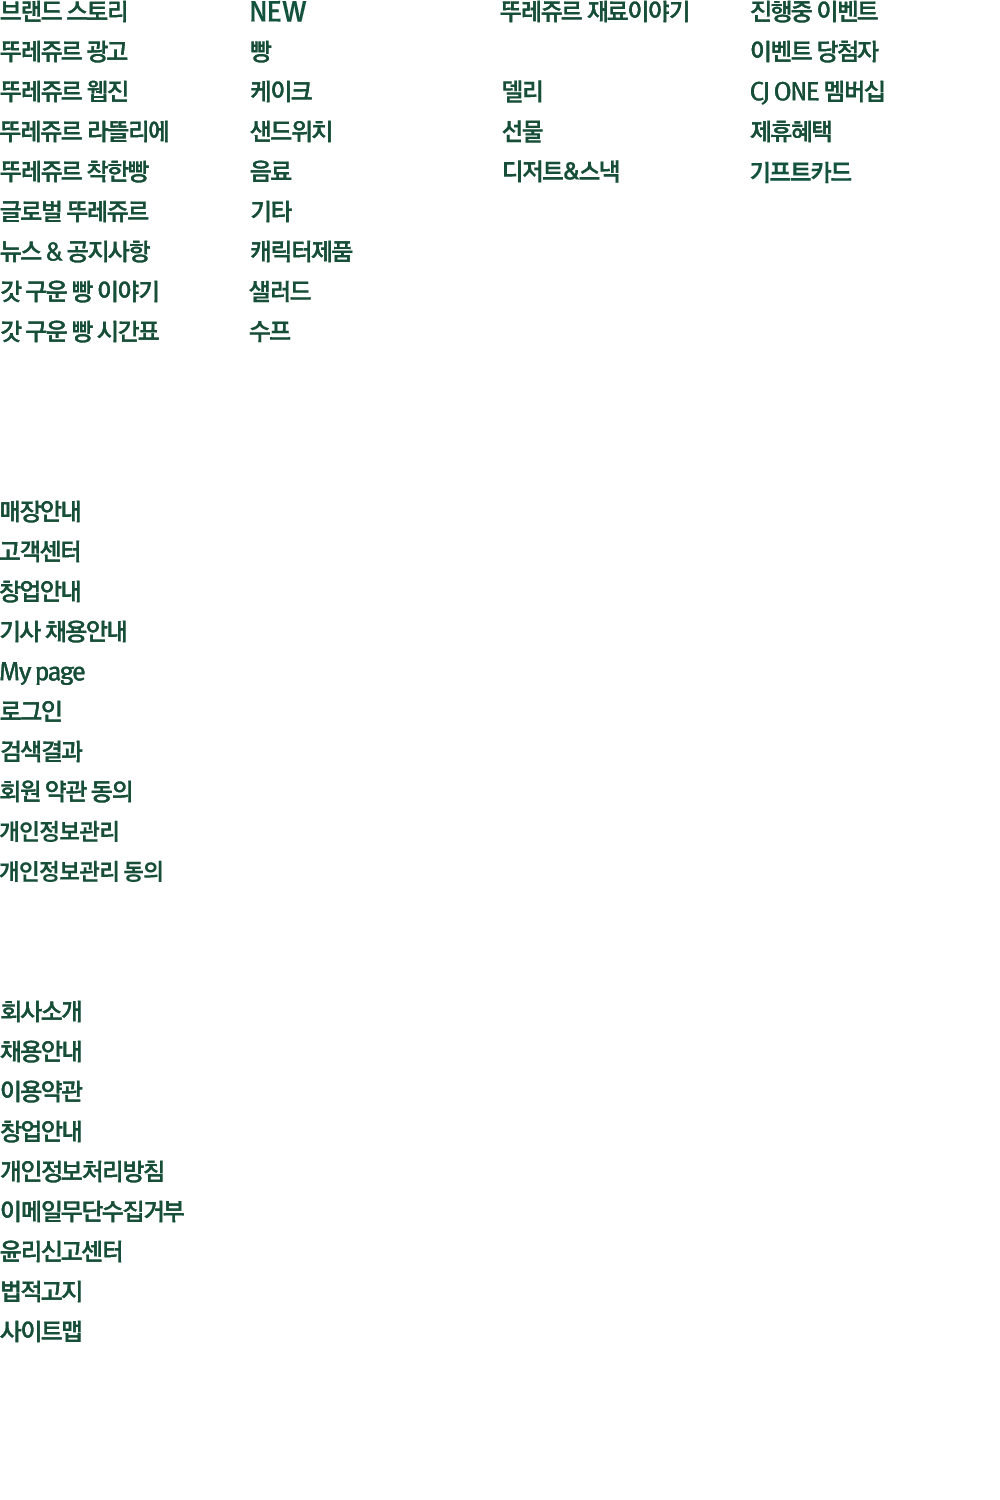 브랜드 스토리
뚜레쥬르 광고
뚜레쥬르 웹진
뚜레쥬르 라뜰리에
뚜레쥬르 착한빵
글로벌 뚜레쥬르
뉴스 & 공지사항
갓 구운 빵 이야기
갓 구운 빵 시간표
NEW
빵
케이크
샌드위치
음료
기타
캐릭터제품
샐러드
수프
뚜레쥬르 재료이야기
델리
선물
디저트&스낵
진행중 이벤트
이벤트 당첨자
CJ ONE 멤버십
제휴혜택
기프트카드
매장안내
고객센터
창업안내
기사 채용안내
My page
로그인
검색결과
회원 약관 동의
개인정보관리
개인정보관리 동의
회사소개
채용안내
이용약관
창업안내
개인정보처리방침
이메일무단수집거부
윤리신고센터
법적고지
사이트맵